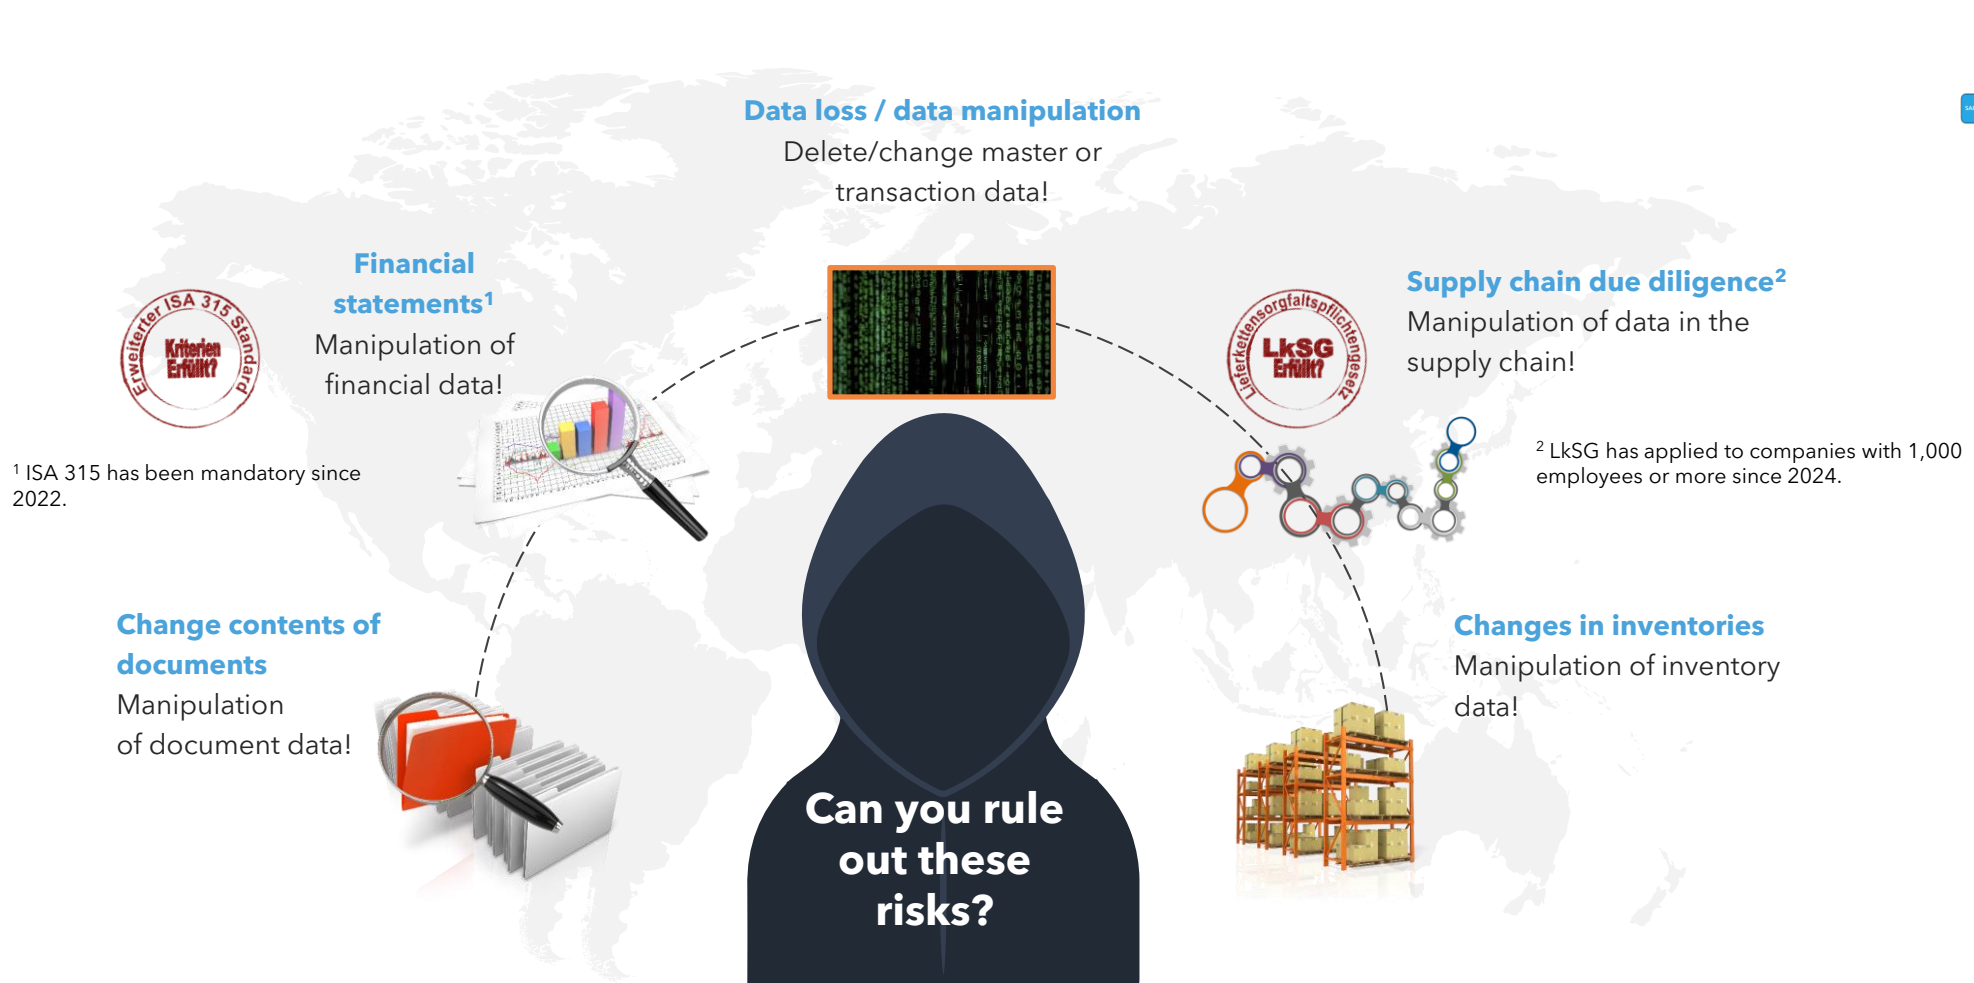 Data loss / data manipulation
Delete/change master or
transaction data!
Financial
statements¹
Manipulation of
financial data!
Erweiterter ISA 315 Standard
Kriterien
Erfüllt?
¹ ISA 315 has been mandatory since
2022.
Supply chain due diligence²
Manipulation of data in the
supply chain!
Lieferkettensorgfaltspflichtengesetz
LkSG
Erfüllt?
² LkSG has applied to companies with 1,000
employees or more since 2024.
Change contents of
documents
Manipulation
of document data!
Changes in inventories
Manipulation of inventory
data!
Can you rule
out these
risks?